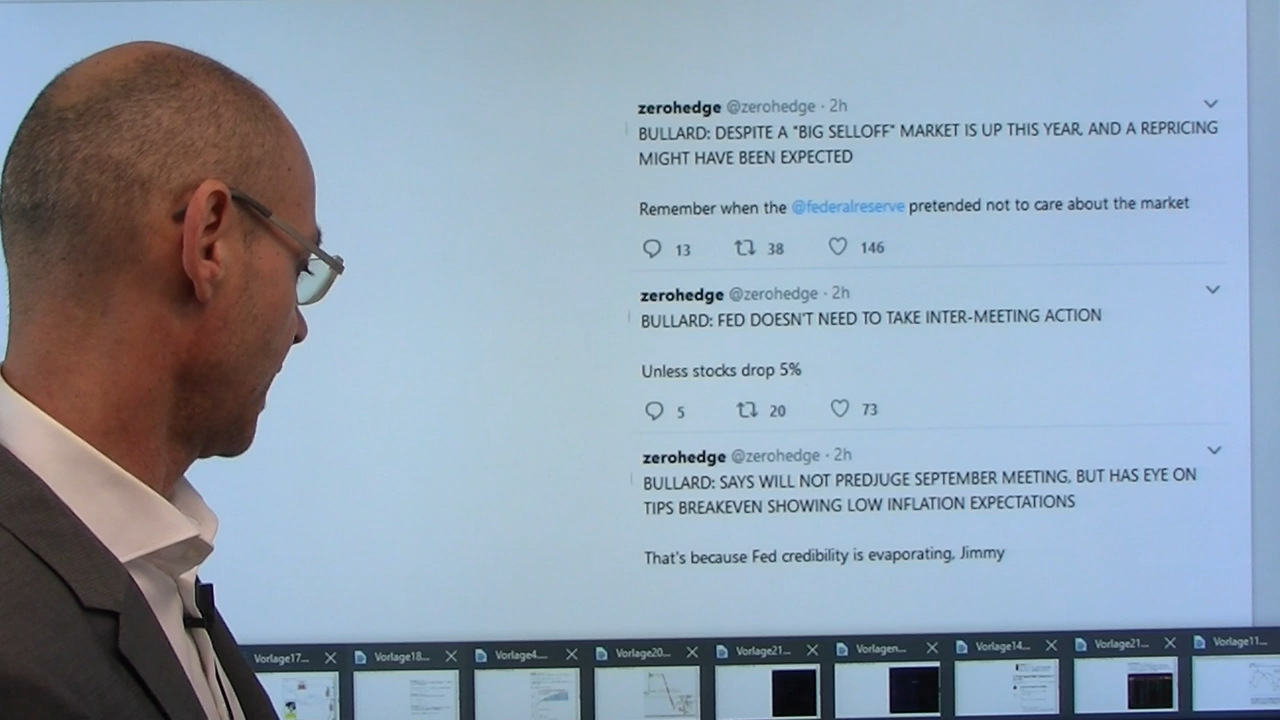 zerohedge @zerohedge · 2h
BULLARD: DESPITE A "BIG SELLOFF" MARKET IS UP THIS YEAR, AND A REPRICING
MIGHT HAVE BEEN EXPECTED
Remember when the @federalreserve pretended not to care about the market
13 38 146
zerohedge @zerohedge · 2h
BULLARD: FED DOESN'T NEED TO TAKE INTER-MEETING ACTION
Unless stocks drop 5%
5 20 73
zerohedge @zerohedge · 2h
BULLARD: SAYS WILL NOT PREDJUGE SEPTEMBER MEETING, BUT HAS EYE ON
TIPS BREAKEVEN SHOWING LOW INFLATION EXPECTATIONS
That's because Fed credibility is evaporating, Jimmy
Vorlage17... Vorlage18... Vorlage4.... Vorlage20... Vorlage21... Vorlagen... Vorlage14... Vorlage21... Vorlage11...